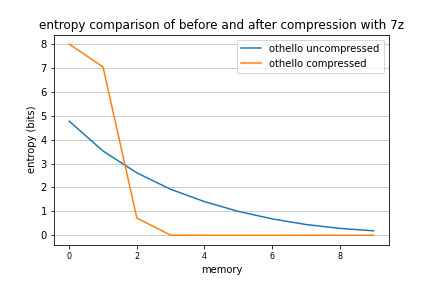 entropy comparison of before and after compression with 7z
othello uncompressed
othello compressed
entropy (bits)
8
7
6
5
4
3
2
1
0
0 2 4 6 8
memory